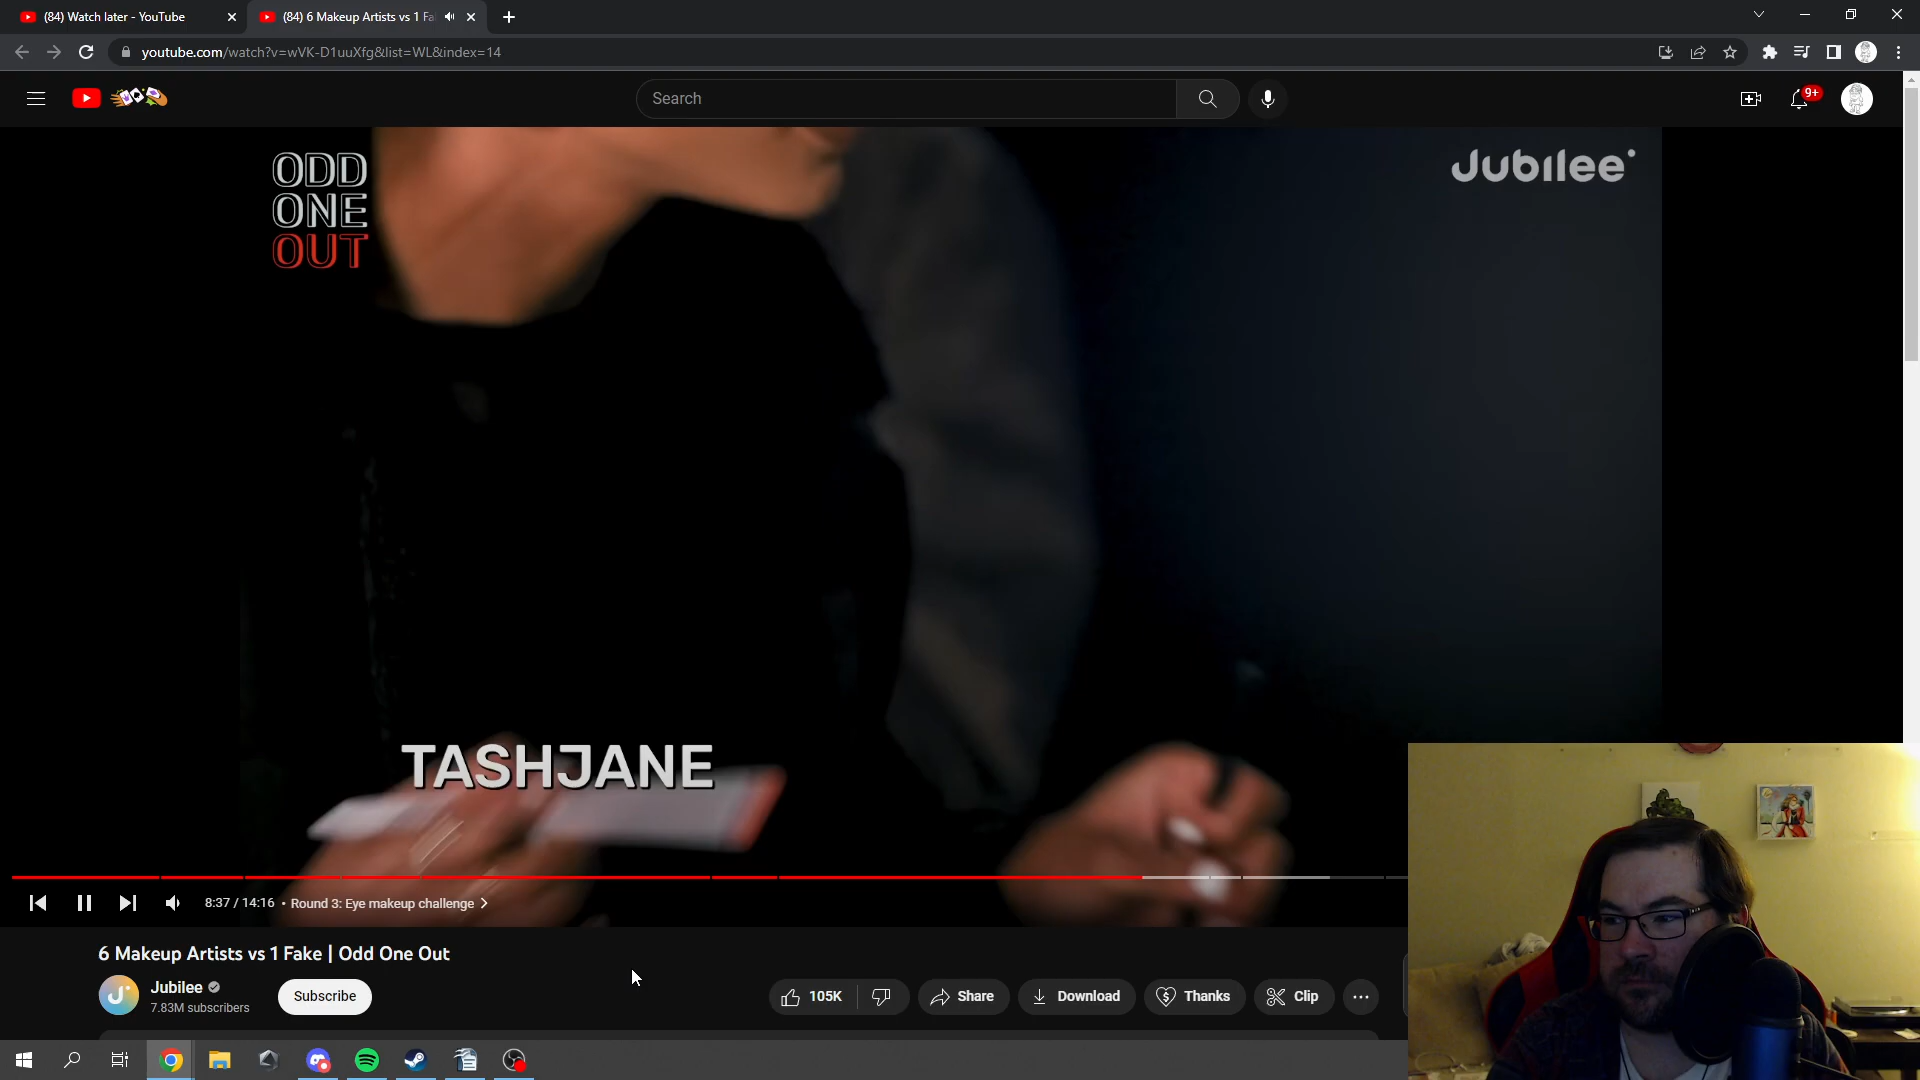 (84) Watch later - YouTube
(84) 6 Makeup Artists vs 1 Fa
youtube.com/watch?v=wVK-D1uuXfg&list=WL&index=14
Search
9+
ODD
ONE
OUT
Jubilee
TASHJANE
8:37 / 14:16 • Round 3: Eye makeup challenge
6 Makeup Artists vs 1 Fake | Odd One Out
Jubilee
7.83M subscribers
Subscribe
105K
Share
Download
Thanks
Clip